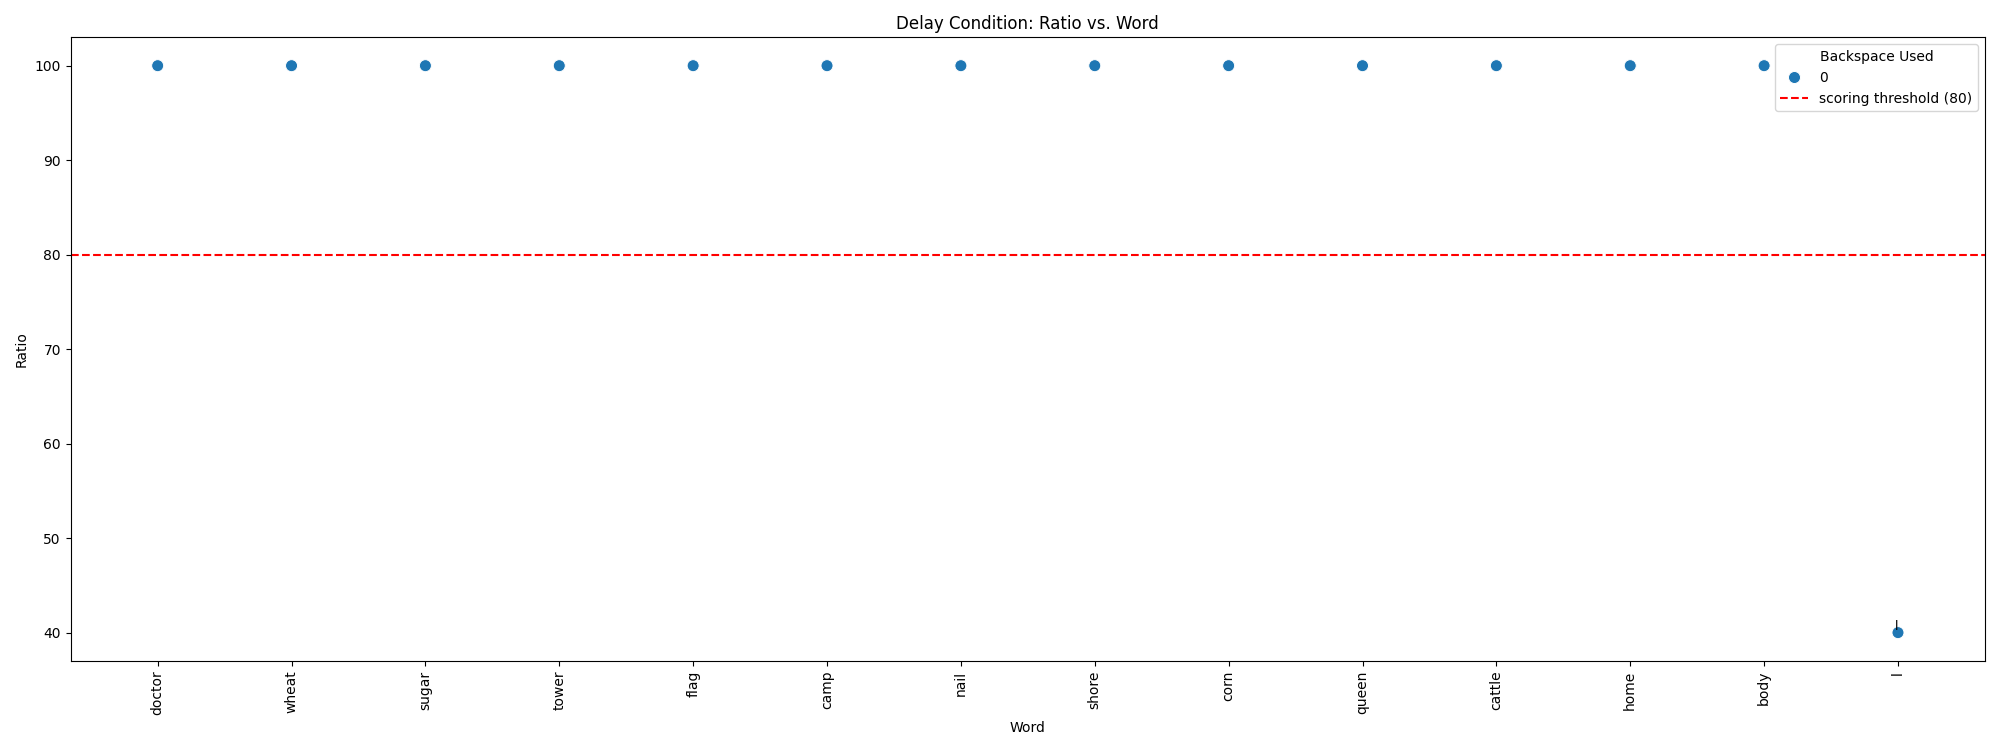 Delay Condition: Ratio vs. Word
Backspace Used
0
scoring threshold (80)
100
90
80
70
60
50
40
Ratio
l
doctor
wheat
sugar
tower
flag
camp
nail
shore
corn
queen
cattle
home
body
l
Word